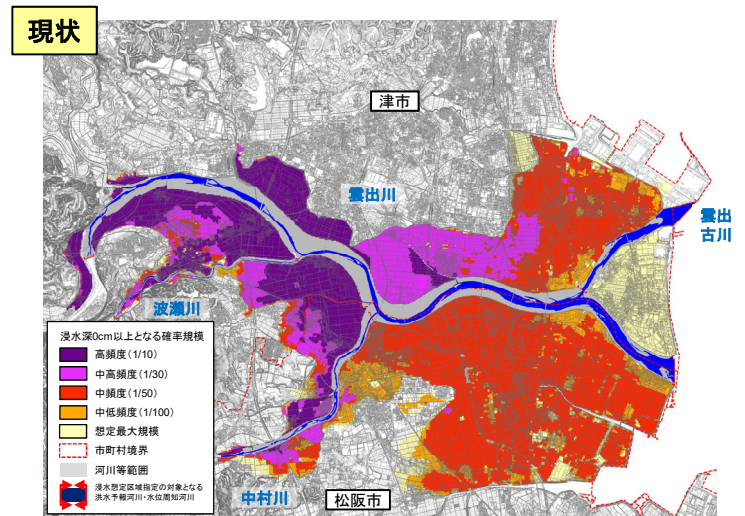 現状
津市
雲出川
雲出
古川
波瀬川
浸水深0cm以上となる確率規模
高頻度(1/10)
中高頻度(1/30)
中頻度(1/50)
中低頻度(1/100)
想定最大規模
市町村境界
河川等範囲
浸水想定区域指定の対象となる
洪水予報河川・水位周知河川
中村川
松阪市